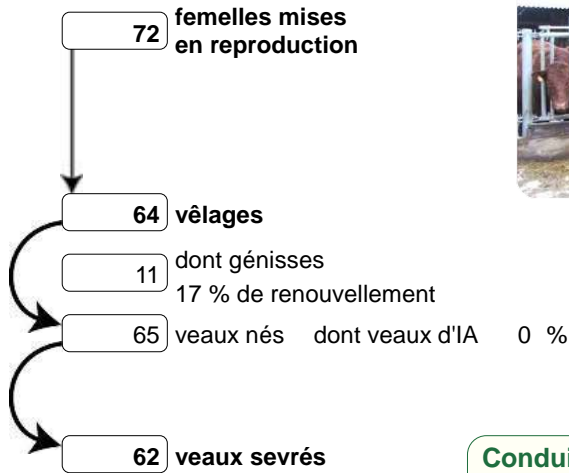 72 femelles mises
en reproduction
64 vêlages
11 dont génisses
17 % de renouvellement
65 veaux nés dont veaux d'IA 0 %
62 veaux sevrés